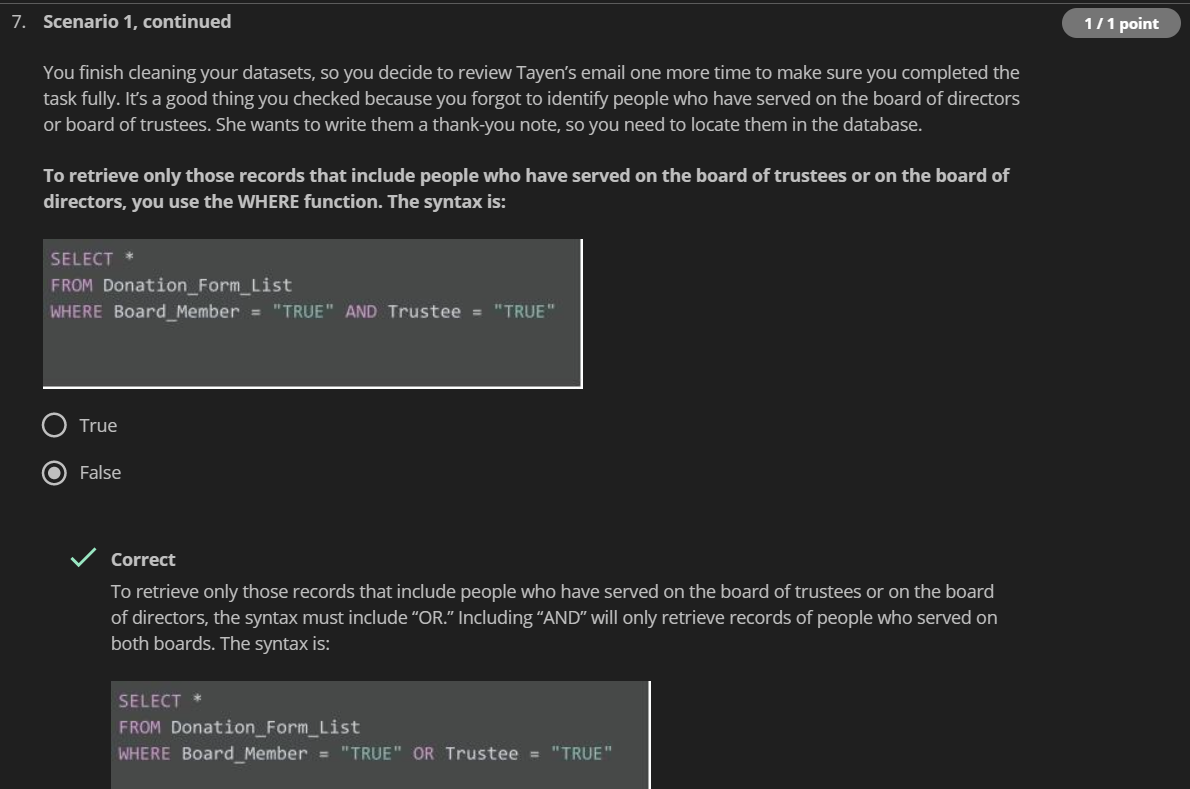 7. Scenario 1, continued
1 / 1 point
You finish cleaning your datasets, so you decide to review Tayen’s email one more time to make sure you completed the
task fully. It’s a good thing you checked because you forgot to identify people who have served on the board of directors
or board of trustees. She wants to write them a thank-you note, so you need to locate them in the database.
To retrieve only those records that include people who have served on the board of trustees or on the board of
directors, you use the WHERE function. The syntax is:
SELECT *
FROM Donation_Form_List
WHERE Board_Member = "TRUE" AND Trustee = "TRUE"
True
False
Correct
To retrieve only those records that include people who have served on the board of trustees or on the board
of directors, the syntax must include “OR.” Including “AND” will only retrieve records of people who served on
both boards. The syntax is:
SELECT *
FROM Donation_Form_List
WHERE Board_Member = "TRUE" OR Trustee = "TRUE"